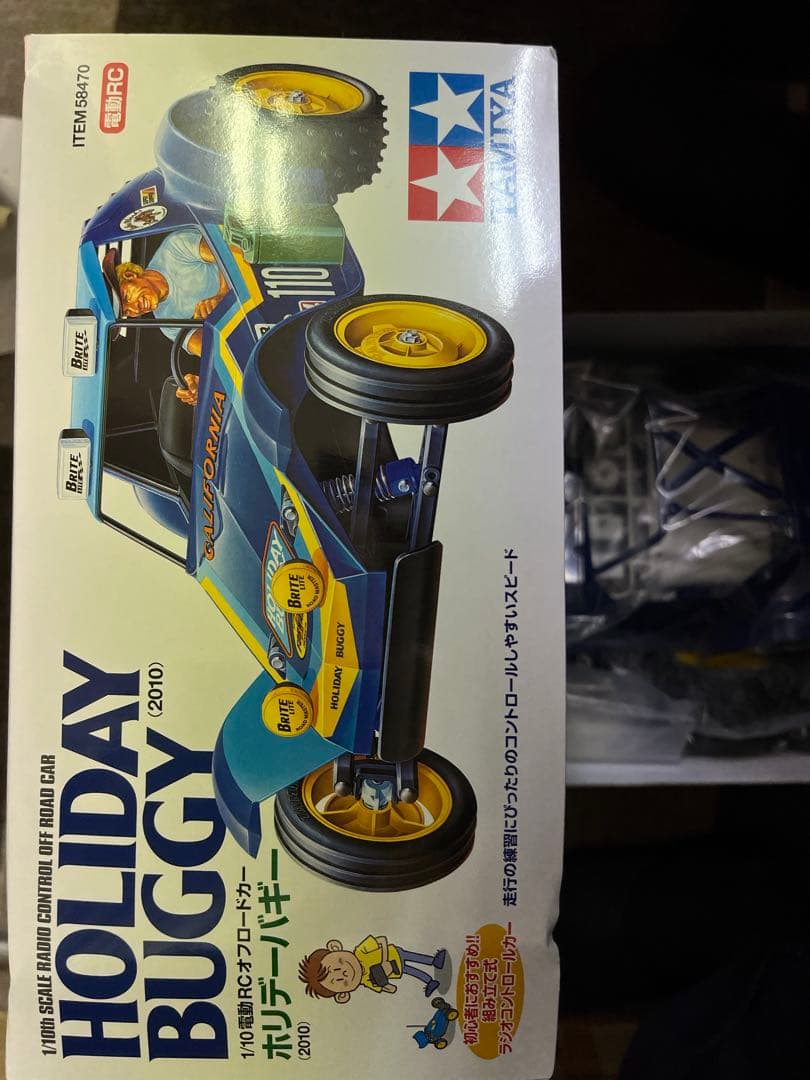 ITEM 58470
電動RC
TAMIYA
110
BRITE
LITE
BRITE
LITE
CALIFORNIA
HOLIDAY
BRITE
LITE
HOLIDAY BUGGY
BRITE
LITE
1/10th SCALE RADIO CONTROL OFF ROAD CAR
HOLIDAY
BUGGY
(2010)
1/10 電動RCオフロードカー
ホリデーバギー
(2010)
走行の練習にぴったりのコントロールしやすいスピード
初心者におすすめ!!
組み立て式
ラジオコントロールカー